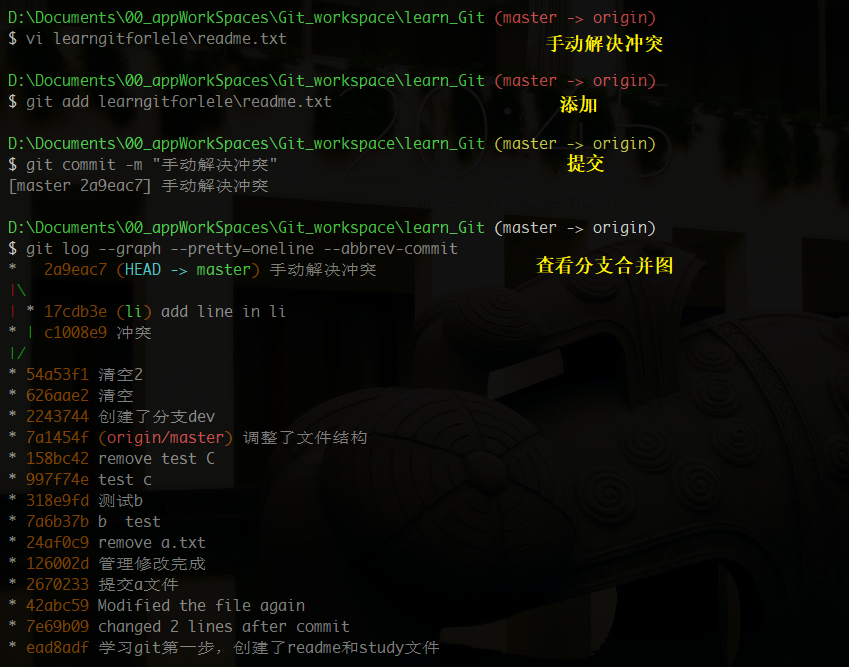 D:\Documents\00_appWorkSpaces\Git_workspace\learn_Git (master -> origin)
$ vi learngitforlele\readme.txt
手动解决冲突
D:\Documents\00_appWorkSpaces\Git_workspace\learn_Git (master -> origin)
$ git add learngitforlele\readme.txt
添加
D:\Documents\00_appWorkSpaces\Git_workspace\learn_Git (master -> origin)
$ git commit -m "手动解决冲突"
提交
[master 2a9eac7] 手动解决冲突
D:\Documents\00_appWorkSpaces\Git_workspace\learn_Git (master -> origin)
$ git log --graph --pretty=oneline --abbrev-commit
查看分支合并图
*   2a9eac7 (HEAD -> master) 手动解决冲突
|\
| * 17cdb3e (li) add line in li
* | c1008e9 冲突
|/
* 54a53f1 清空2
* 626aae2 清空
* 2243744 创建了分支dev
* 7a1454f (origin/master) 调整了文件结构
* 158bc42 remove test C
* 997f74e test c
* 318e9fd 测试b
* 7a6b37b b  test
* 24af0c9 remove a.txt
* 126002d 管理修改完成
* 2670233 提交a文件
* 42abc59 Modified the file again
* 7e69b09 changed 2 lines after commit
* ead8adf 学习git第一步，创建了readme和study文件